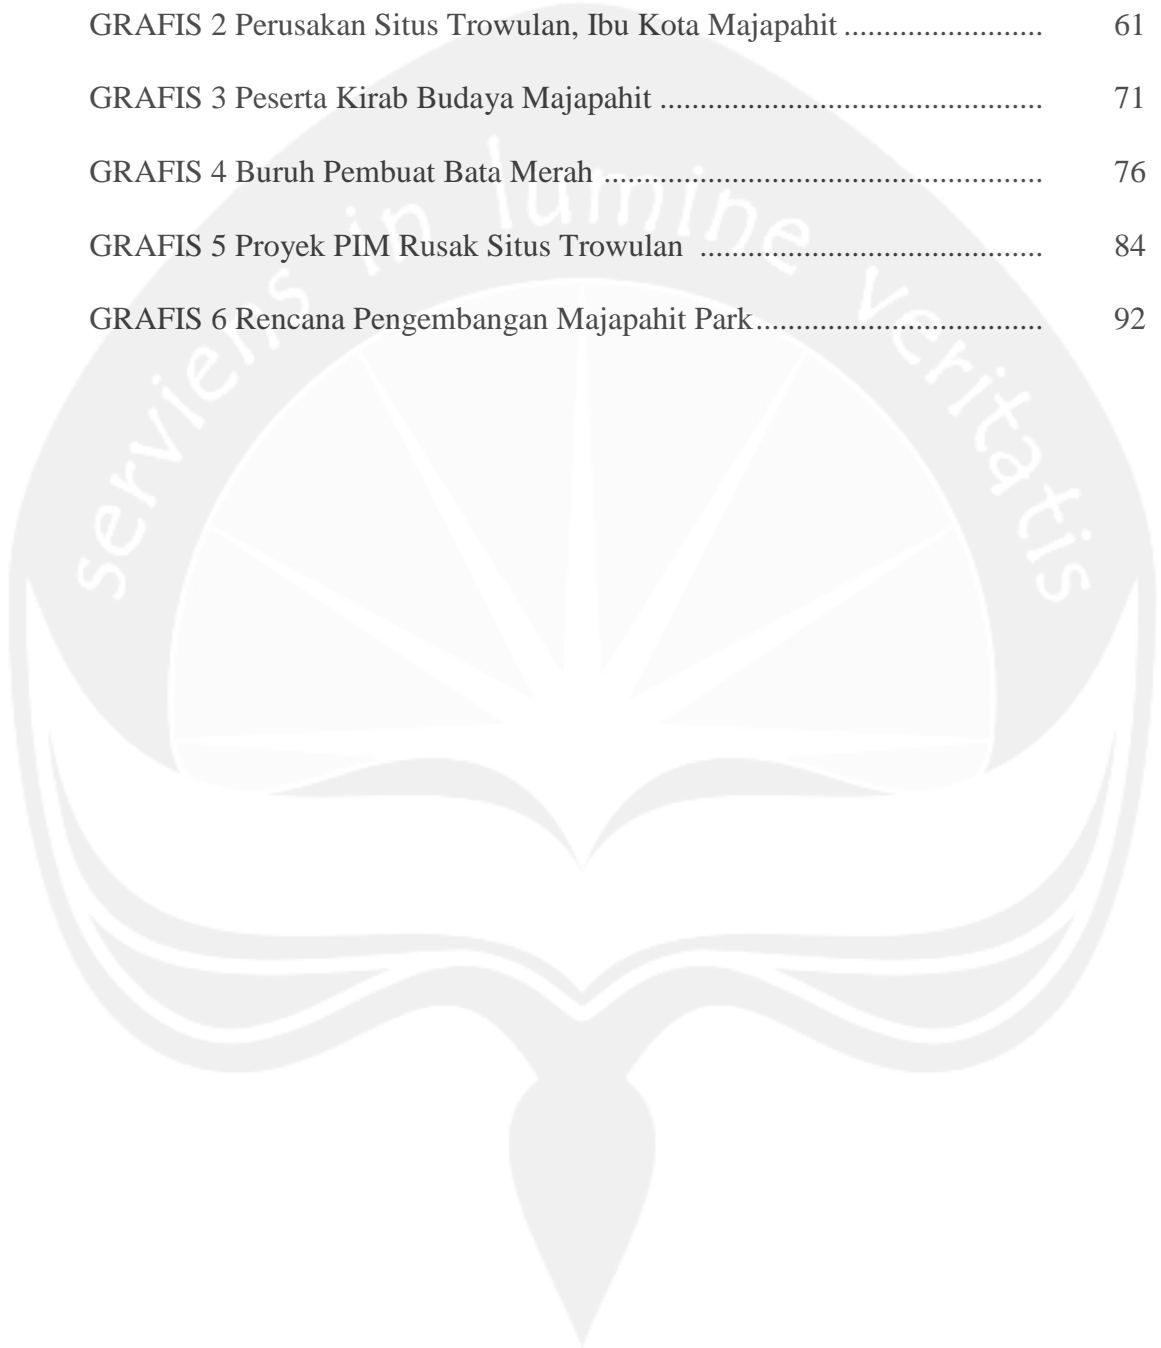 GRAFIS 2 Perusakan Situs Trowulan, Ibu Kota Majapahit ........................ 61
GRAFIS 3 Peserta Kirab Budaya Majapahit ............................................. 71
GRAFIS 4 Buruh Pembuat Bata Merah .................................................... 76
GRAFIS 5 Proyek PIM Rusak Situs Trowulan ........................................ 84
GRAFIS 6 Rencana Pengembangan Majapahit Park.................................. 92
serviens in lumine veritatis